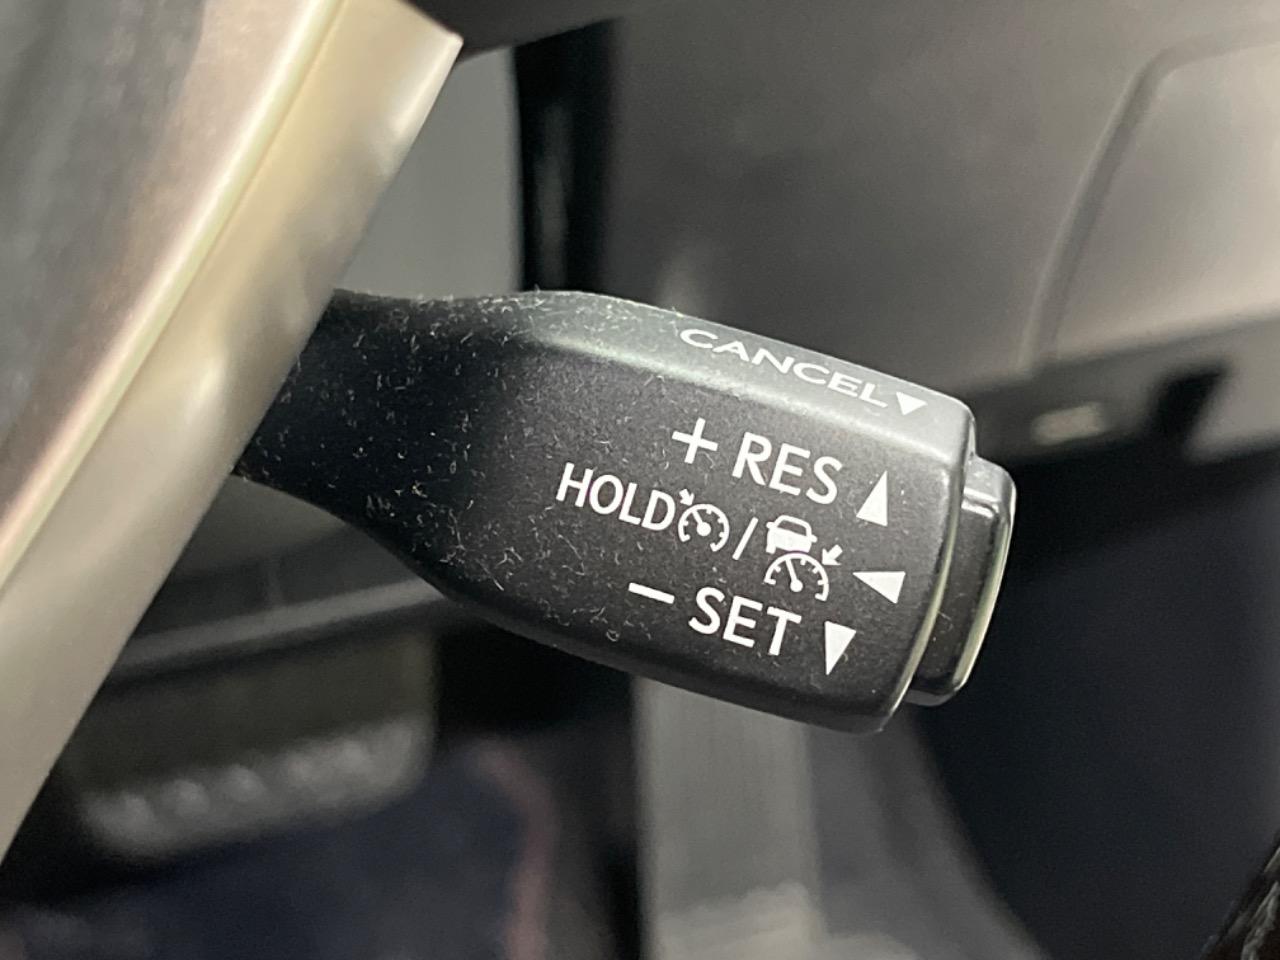 CANCEL▼
+ RES ▲
HOLD / ◀
− SET ▼